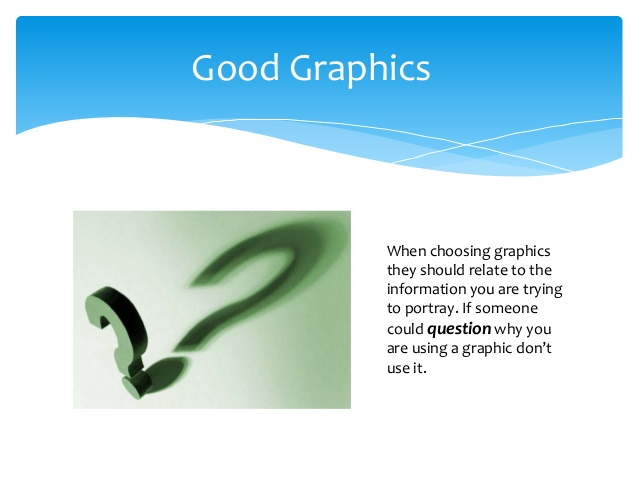 Good Graphics
When choosing graphics
they should relate to the
information you are trying
to portray. If someone
could question why you
are using a graphic don’t
use it.